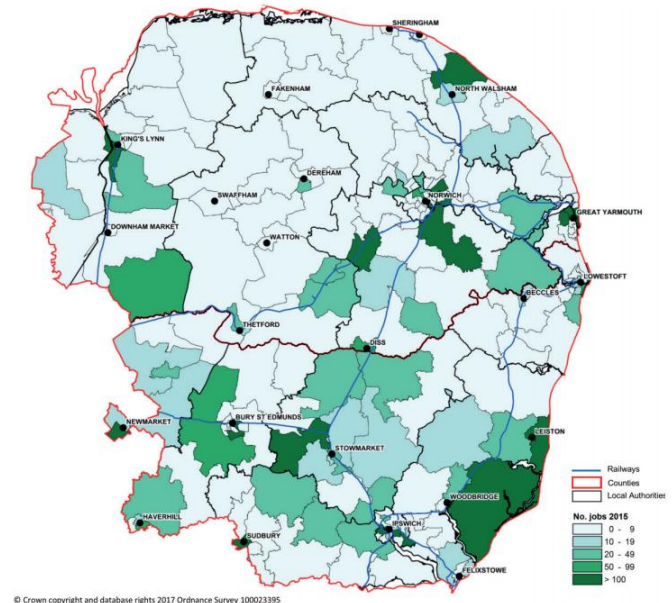 SHERINGHAM
FAKENHAM
NORTH WALSHAM
KING'S LYNN
DEREHAM
SWAFFHAM
NORWICH
GREAT YARMOUTH
DOWNHAM MARKET
WATTON
LOWESTOFT
BECCLES
THETFORD
DISS
NEWMARKET
BURY ST EDMUNDS
LEISTON
STOWMARKET
WOODBRIDGE
HAVERHILL
IPSWICH
SUDBURY
FELIXSTOWE
Railways
Counties
Local Authorities
No. jobs 2015
0 - 9
10 - 19
20 - 49
50 - 99
> 100
© Crown copyright and database rights 2017 Ordnance Survey 100023395